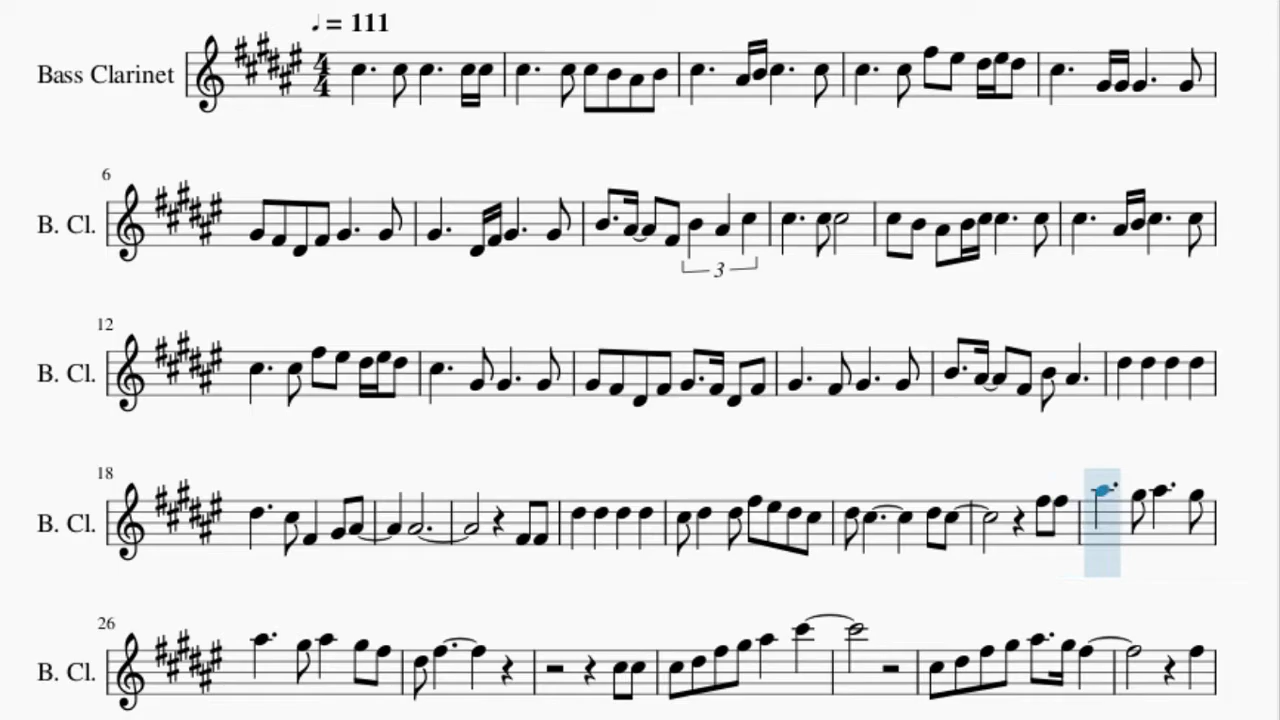 ♩ = 111
4
4
Bass Clarinet
6
B. Cl.
3
12
B. Cl.
18
B. Cl.
26
B. Cl.